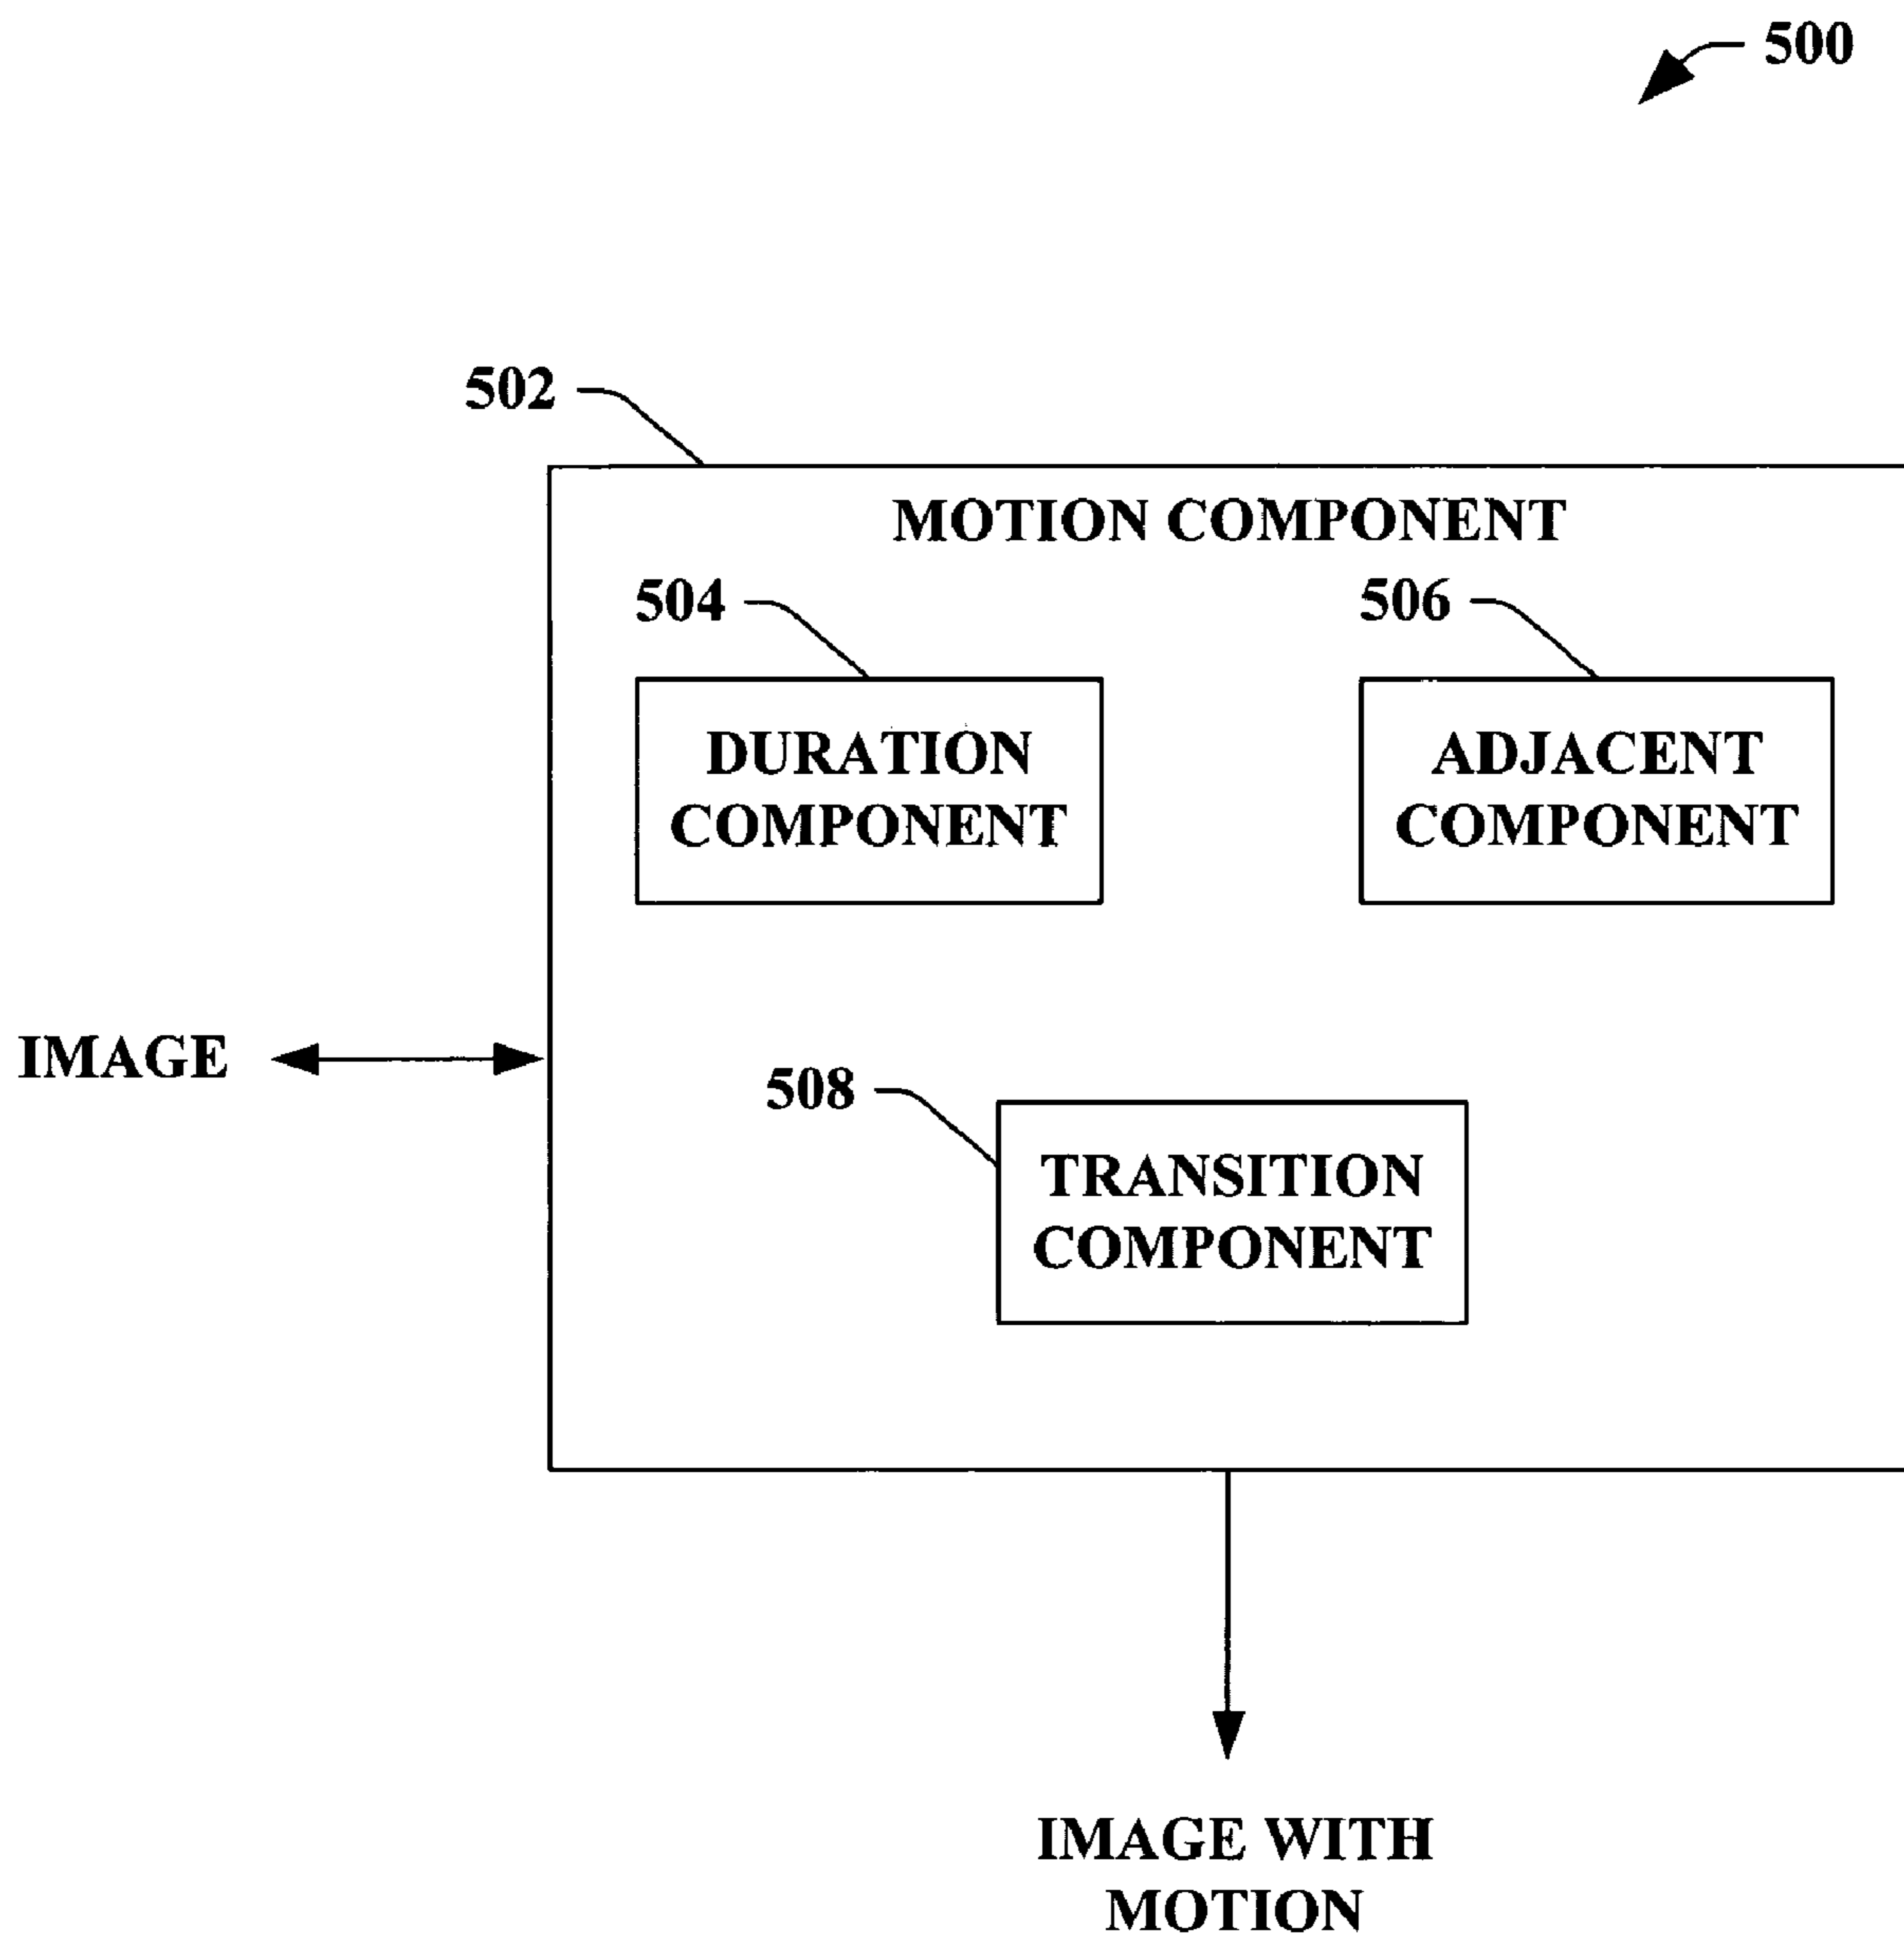 500
502
MOTION COMPONENT
504
506
DURATION
COMPONENT
ADJACENT
COMPONENT
IMAGE
508
TRANSITION
COMPONENT
IMAGE WITH
MOTION